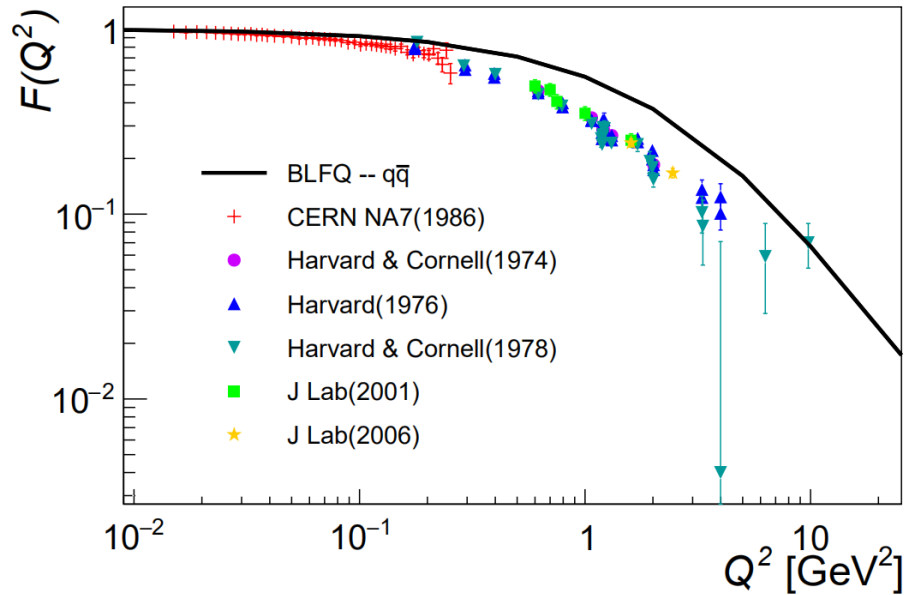 F(Q²)
1
10⁻¹
10⁻²
BLFQ -- qq̅
CERN NA7(1986)
Harvard & Cornell(1974)
Harvard(1976)
Harvard & Cornell(1978)
J Lab(2001)
J Lab(2006)
10⁻² 10⁻¹ 1 10
Q² [GeV²]